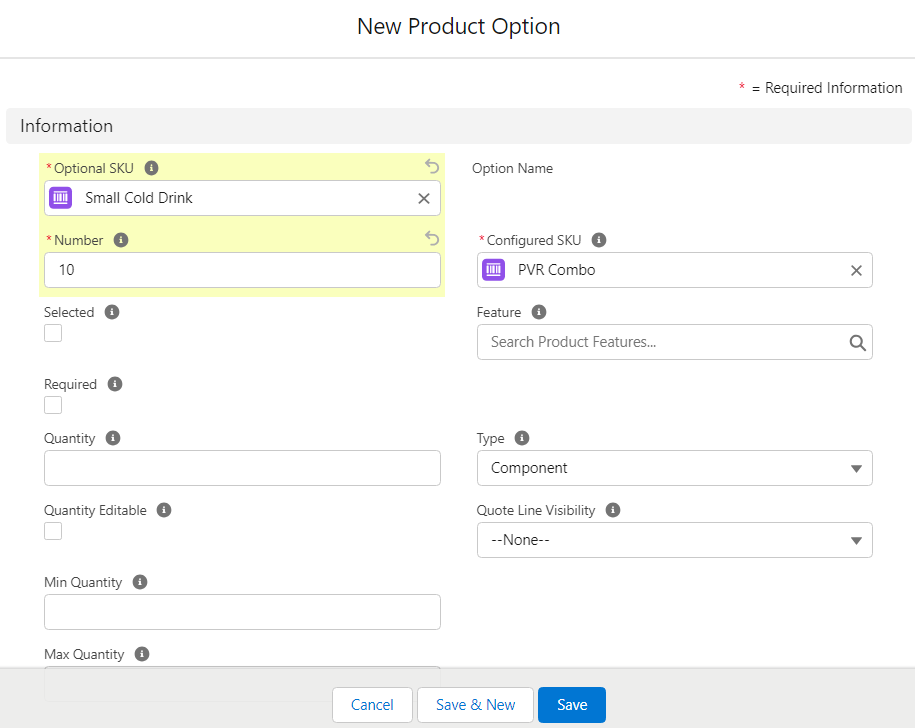 New Product Option
* = Required Information
Information
*Optional SKU
Small Cold Drink
Option Name
*Number
10
*Configured SKU
PVR Combo
Selected
Feature
Search Product Features...
Required
Quantity
Type
Component
Quantity Editable
Quote Line Visibility
--None--
Min Quantity
Max Quantity
Cancel
Save & New
Save